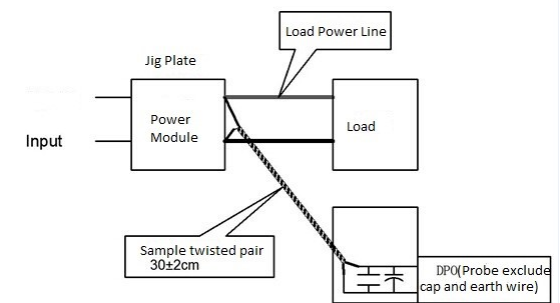 Load Power Line
Jig Plate
Power
Module
Load
Input
Sample twisted pair
30±2cm
DPO(Probe exclude
cap and earth wire)